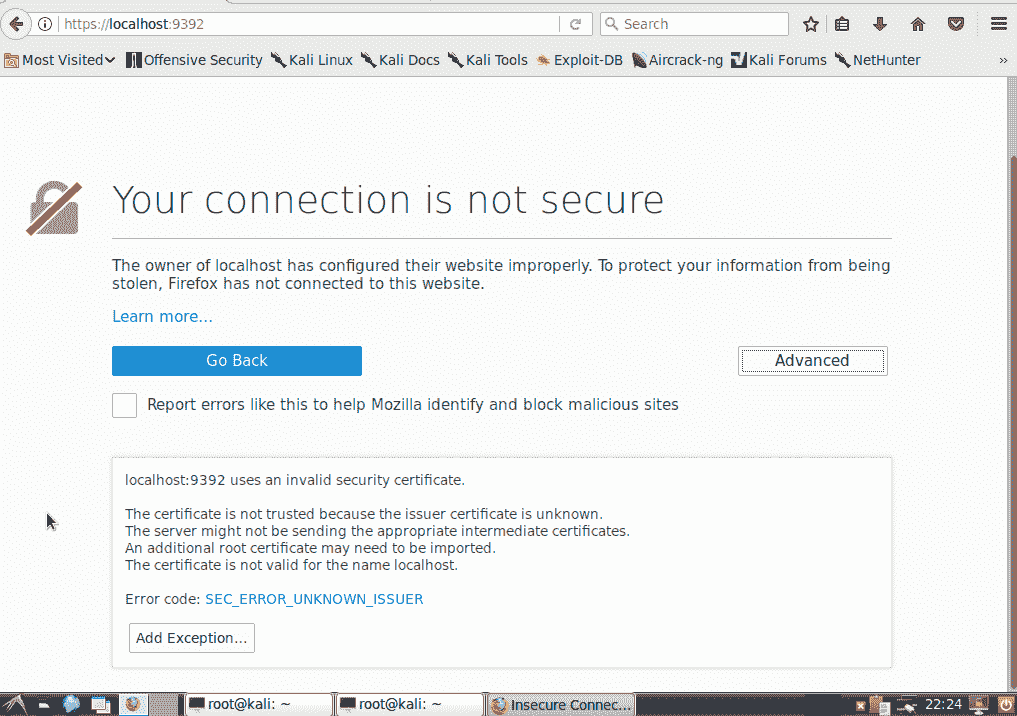 https://localhost:9392
Search
Most Visited
Offensive Security
Kali Linux
Kali Docs
Kali Tools
Exploit-DB
Aircrack-ng
Kali Forums
NetHunter
»
Your connection is not secure
The owner of localhost has configured their website improperly. To protect your information from being
stolen, Firefox has not connected to this website.
Learn more...
Go Back
Advanced
Report errors like this to help Mozilla identify and block malicious sites
localhost:9392 uses an invalid security certificate.
The certificate is not trusted because the issuer certificate is unknown.
The server might not be sending the appropriate intermediate certificates.
An additional root certificate may need to be imported.
The certificate is not valid for the name localhost.
Error code: SEC_ERROR_UNKNOWN_ISSUER
Add Exception...
root@kali: ~
root@kali: ~
Insecure Connec...
22:24